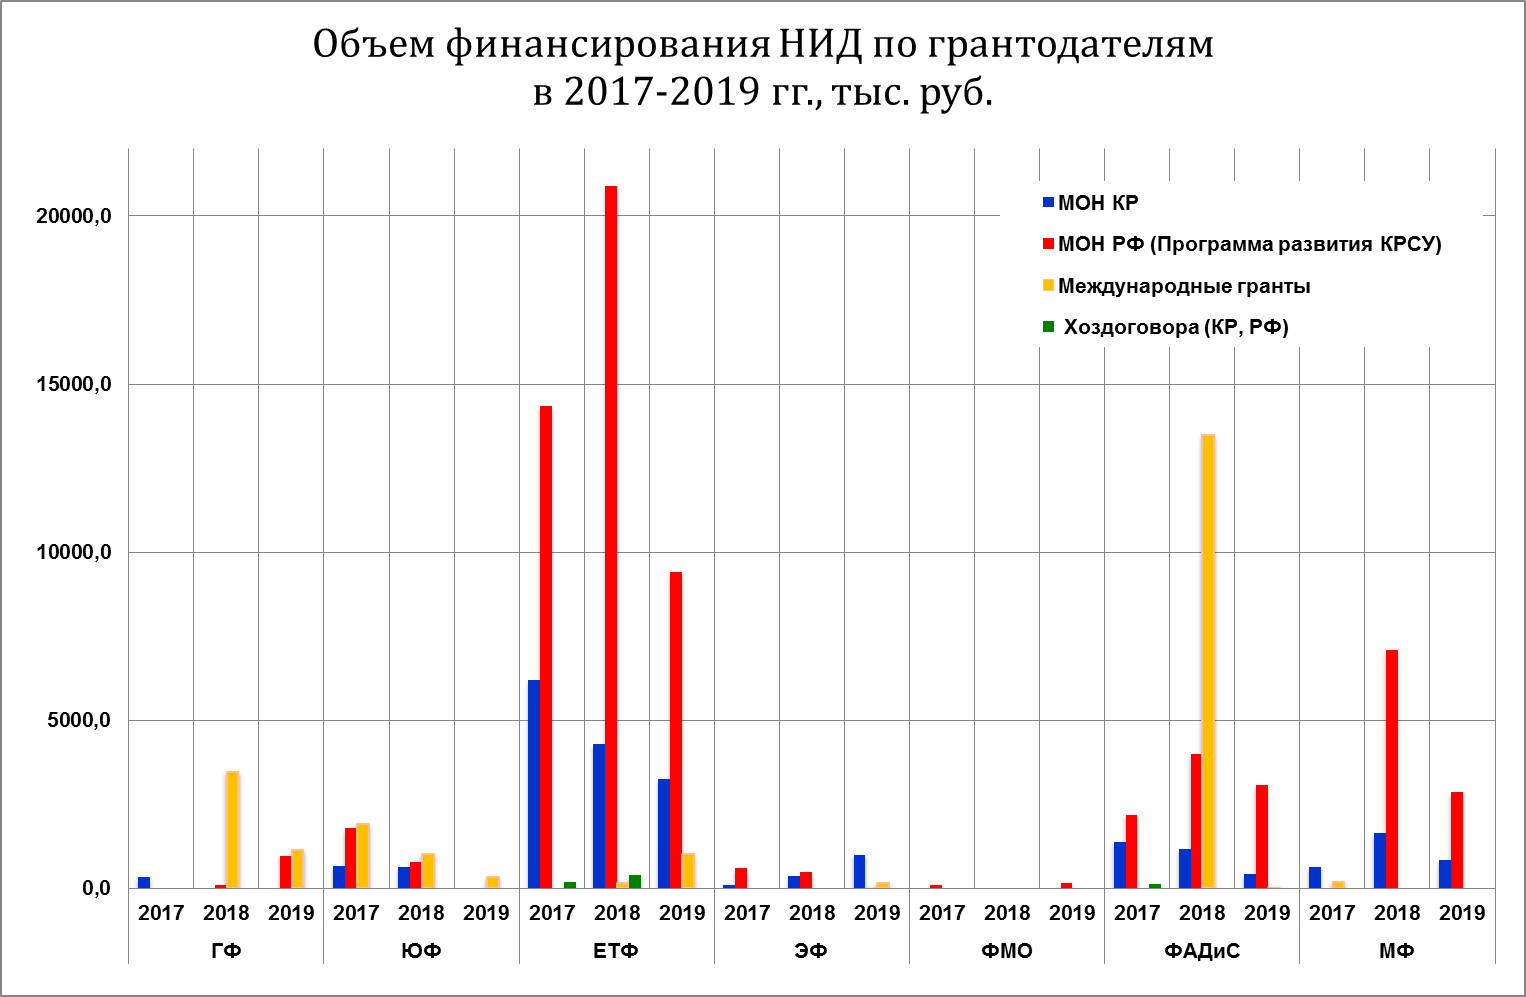 Объем финансирования НИД по грантодателям
в 2017-2019 гг., тыс. руб.
МОН КР
МОН РФ (Программа развития КРСУ)
Международные гранты
Хоздоговора (КР, РФ)
20000,0
15000,0
10000,0
5000,0
0,0
2017 2018 2019 2017 2018 2019 2017 2018 2019 2017 2018 2019 2017 2018 2019 2017 2018 2019 2017 2018 2019
ГФ ЮФ ЕТФ ЭФ ФМО ФАДиС МФ